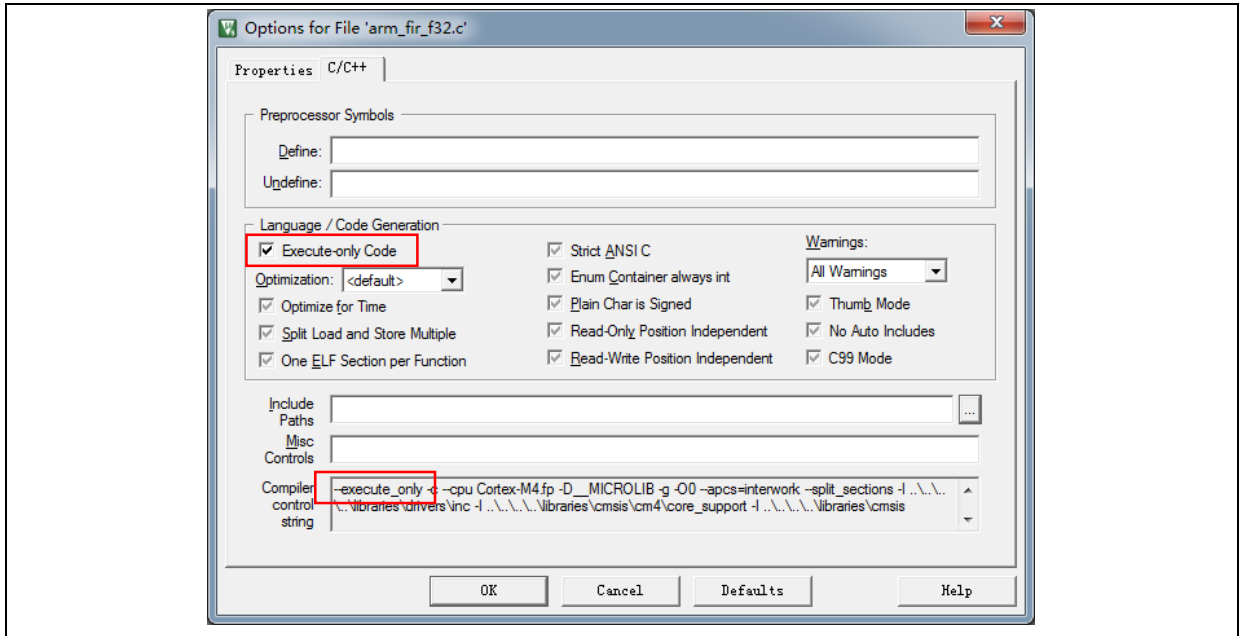 Options for File 'arm_fir_f32.c'
Properties C/C++
Preprocessor Symbols
Define:
Undefine:
Language / Code Generation
Execute-only Code
Strict ANSI C
Warnings:
Optimization: <default>
Enum Container always int
All Warnings
Optimize for Time
Plain Char is Signed
Thumb Mode
Split Load and Store Multiple
Read-Only Position Independent
No Auto Includes
One ELF Section per Function
Read-Write Position Independent
C99 Mode
Include
Paths
...
Misc
Controls
Compiler
control
string
--execute_only -c --cpu Cortex-M4.fp -D__MICROLIB -g -O0 --apcs=interwork --split_sections -I ..\..\..
\..\libraries\drivers\inc -I ..\..\..\..\libraries\cmsis\cm4\core_support -I ..\..\..\..\libraries\cmsis
OK Cancel Defaults Help